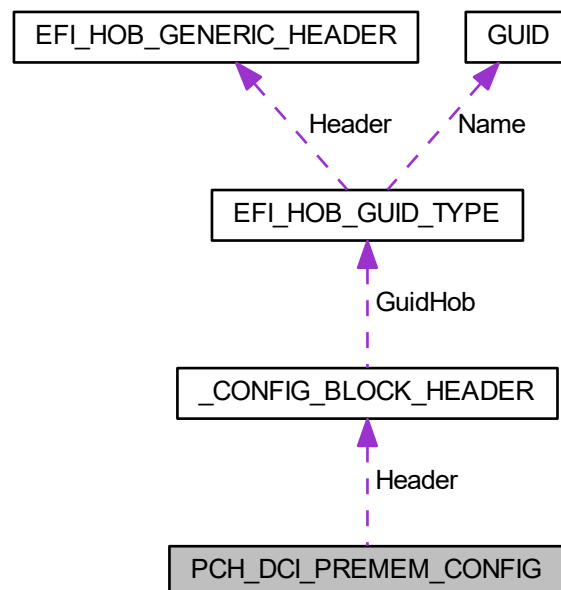 EFI_HOB_GENERIC_HEADER
GUID
Header
Name
EFI_HOB_GUID_TYPE
GuidHob
_CONFIG_BLOCK_HEADER
Header
PCH_DCI_PREMEM_CONFIG